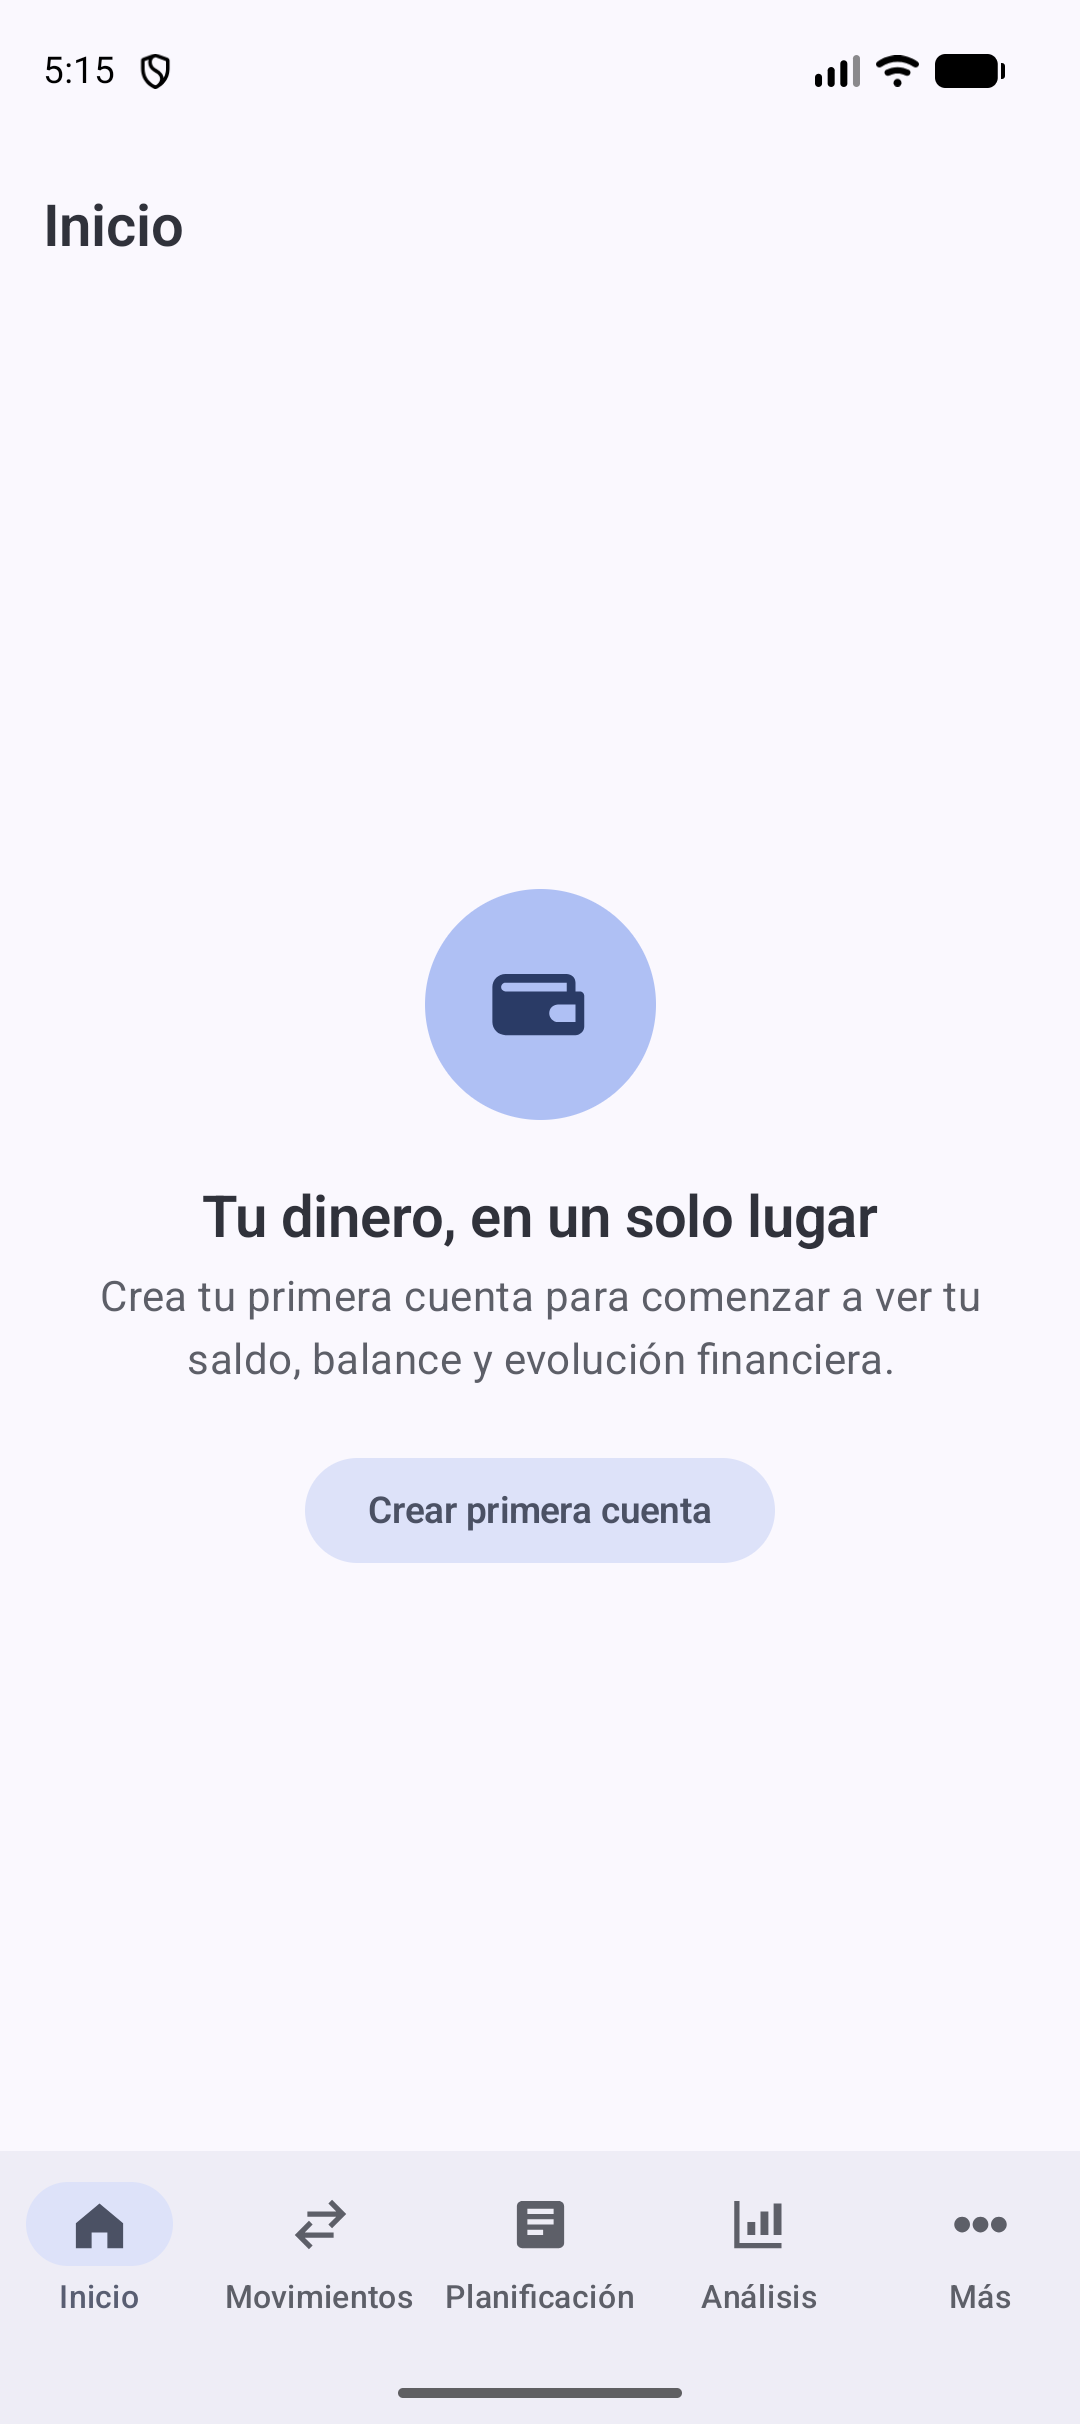 5:15
Inicio
Tu dinero, en un solo lugar
Crea tu primera cuenta para comenzar a ver tu
saldo, balance y evolución financiera.
Crear primera cuenta
Inicio
Movimientos
Planificación
Análisis
Más